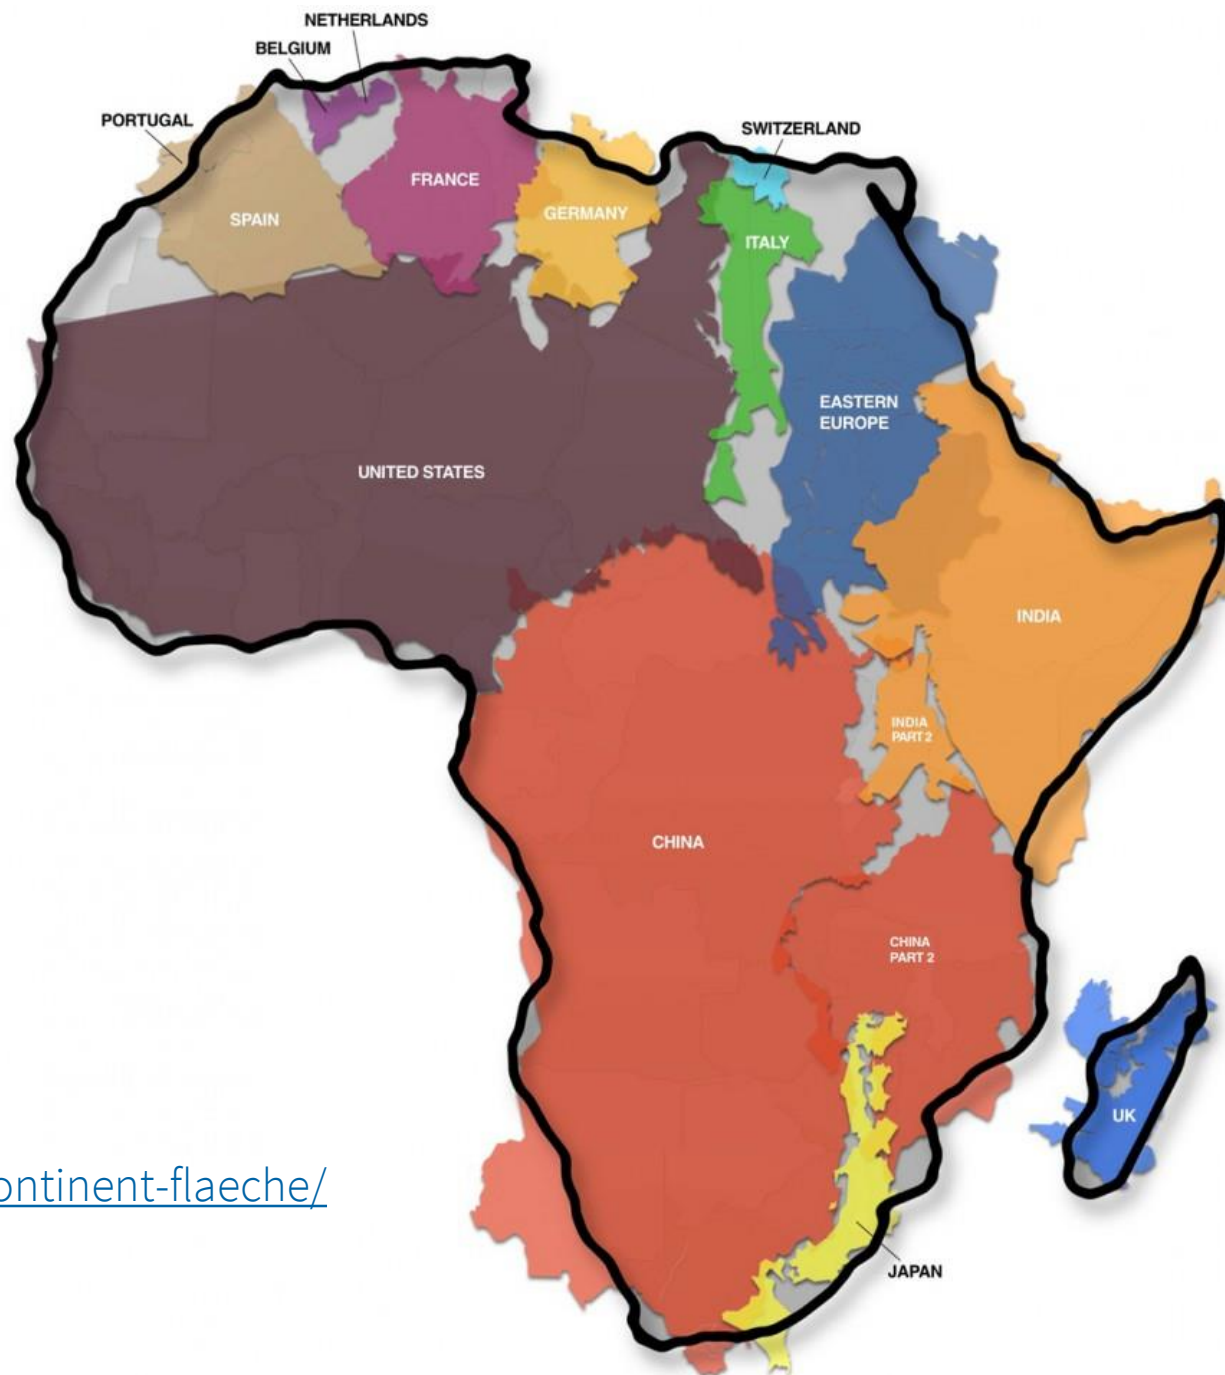 NETHERLANDS
BELGIUM
PORTUGAL
SWITZERLAND
FRANCE
SPAIN
GERMANY
ITALY
EASTERN
EUROPE
UNITED STATES
INDIA
INDIA
PART 2
CHINA
CHINA
PART 2
UK
ontinent-flaeche/
JAPAN